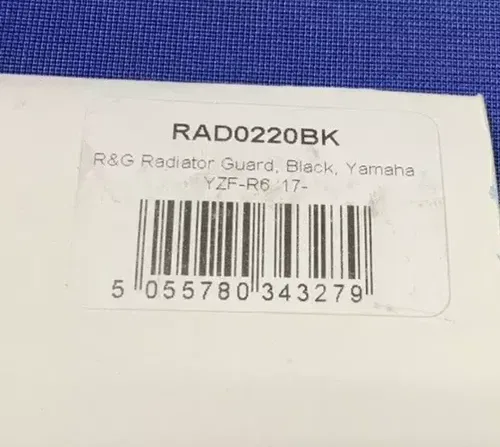 RAD0220BK
R&G Radiator Guard, Black, Yamaha
YZF-R6 '17-
5 055780 343279